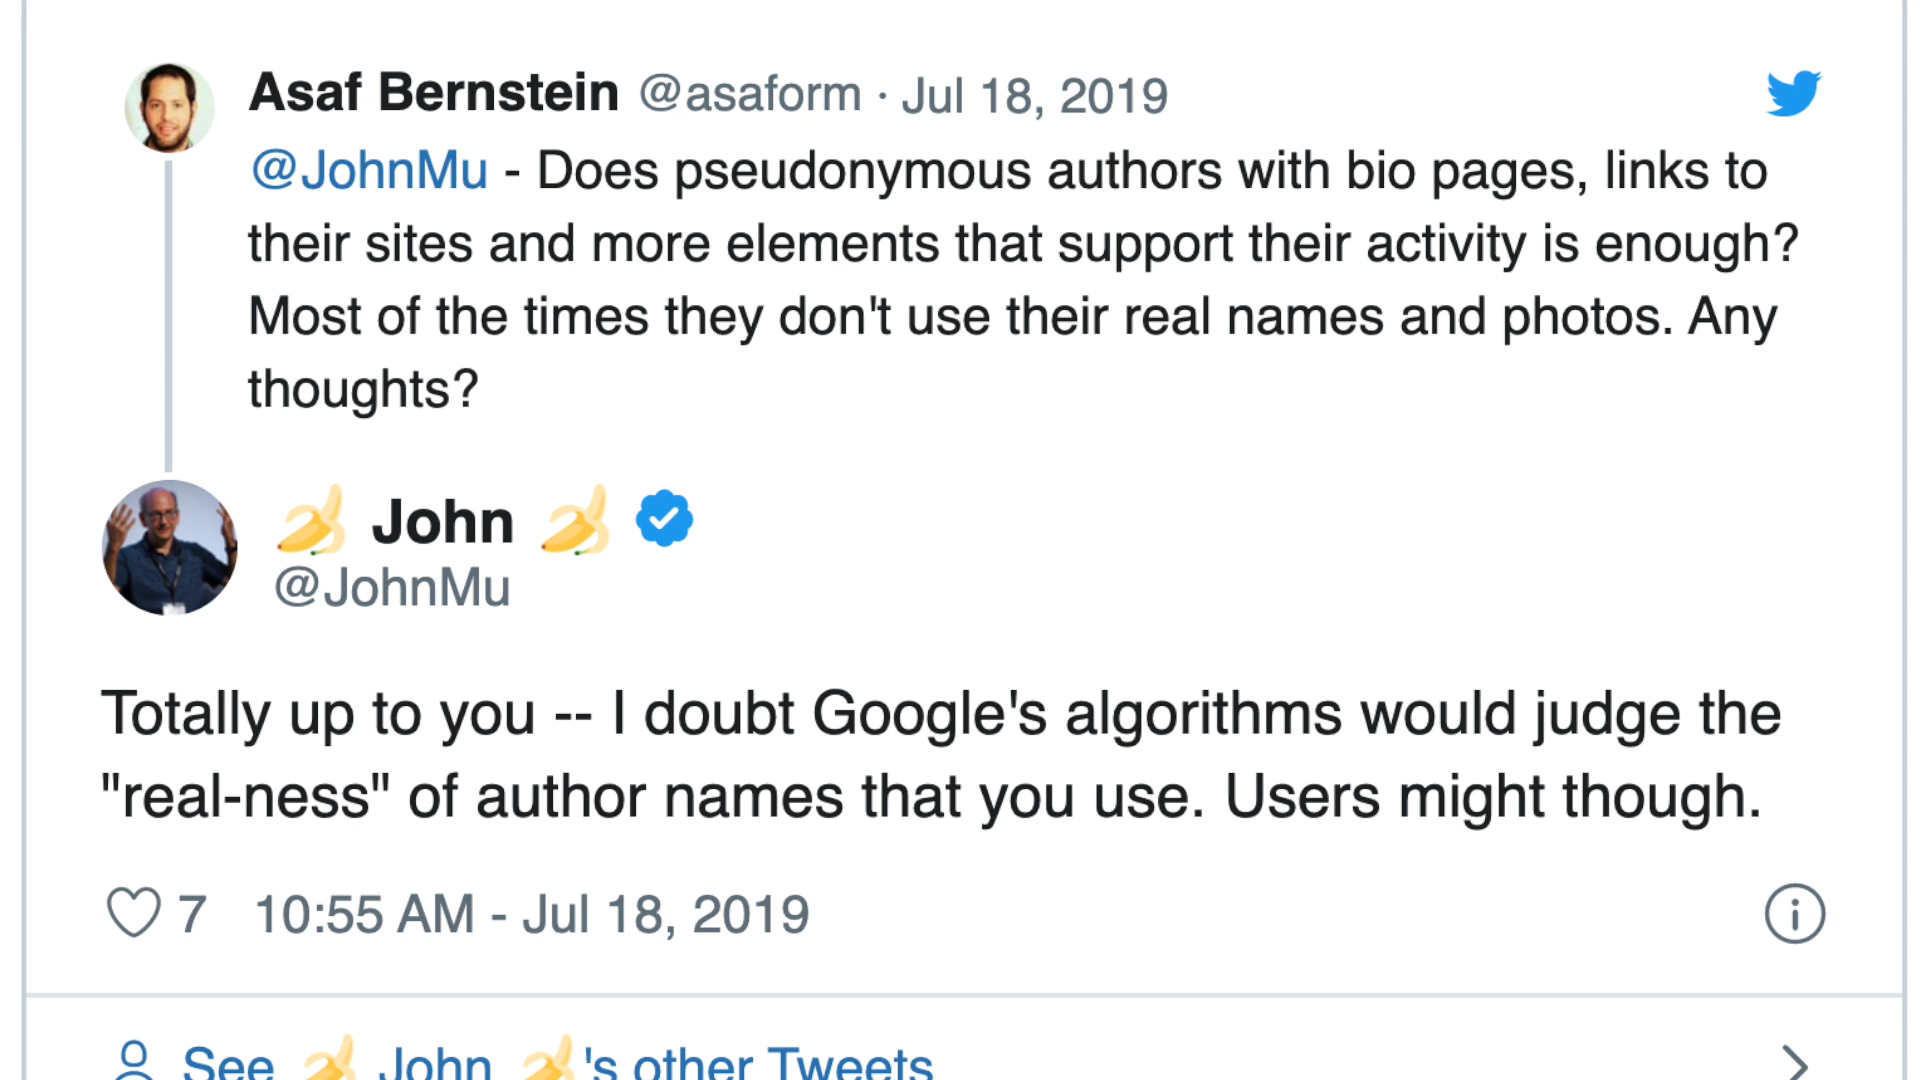 Asaf Bernstein @asaform · Jul 18, 2019
@JohnMu - Does pseudonymous authors with bio pages, links to
their sites and more elements that support their activity is enough?
Most of the times they don't use their real names and photos. Any
thoughts?
🍌 John 🍌
@JohnMu
Totally up to you -- I doubt Google's algorithms would judge the
"real-ness" of author names that you use. Users might though.
7 10:55 AM - Jul 18, 2019
See 🍌 John 🍌's other Tweets